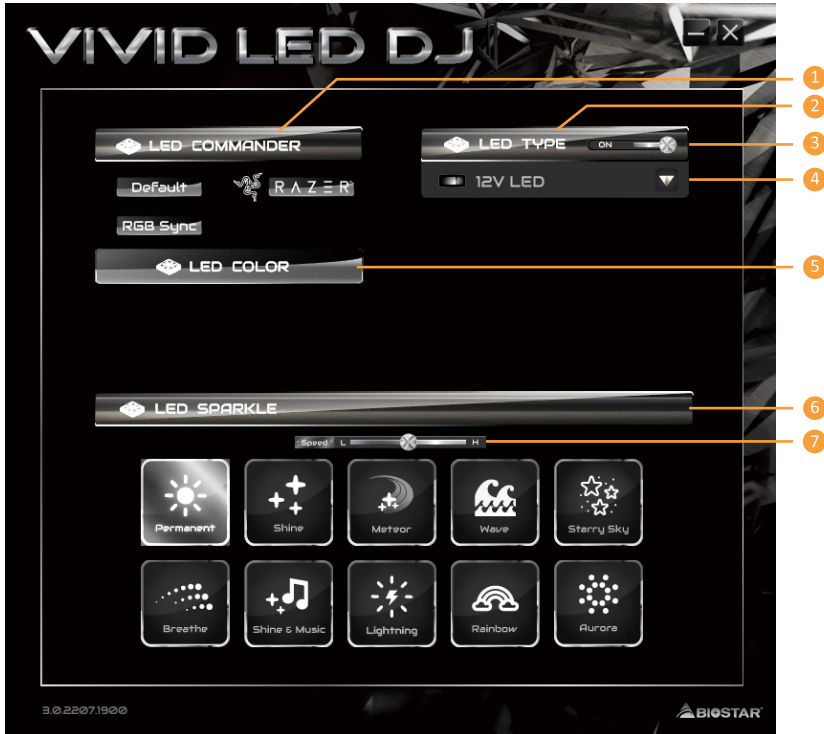 VIVID LED DJ
1
2
LED COMMANDER
LED TYPE ON
3
12V LED
4
Default
RAZER
RGB Sync
LED COLOR
5
LED SPARKLE
6
Speed L H
7
Permanent
Shine
Meteor
Wave
Starry Sky
Breathe
Shine & Music
Lightning
Rainbow
Aurora
3.0.2207.1900
BIOSTAR